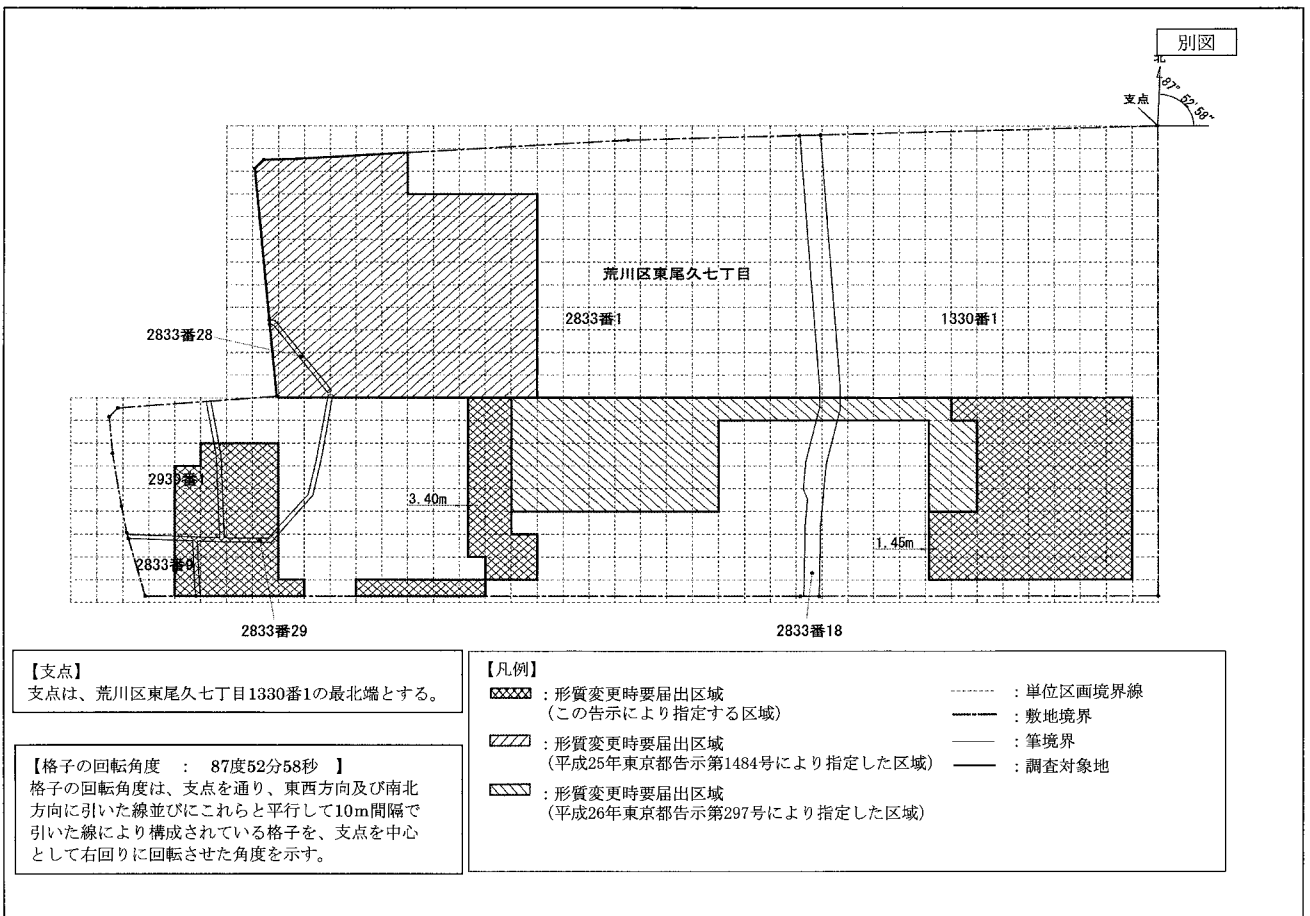 別図
北
支点
87° 52′58″
荒川区東尾久七丁目
2833番28
2833番1
1330番1
2939番1
3.40m
1.45m
2833番9
2833番29
2833番18
【支点】
支点は、荒川区東尾久七丁目1330番1の最北端とする。
【格子の回転角度 : 87度52分58秒 】
格子の回転角度は、支点を通り、東西方向及び南北
方向に引いた線並びにこれらと平行して10m間隔で
引いた線により構成されている格子を、支点を中心
として右回りに回転させた角度を示す。
【凡例】
:形質変更時要届出区域
(この告示により指定する区域)
:形質変更時要届出区域
(平成25年東京都告示第1484号により指定した区域)
:形質変更時要届出区域
(平成26年東京都告示第297号により指定した区域)
:単位区画境界線
:敷地境界
:筆境界
:調査対象地